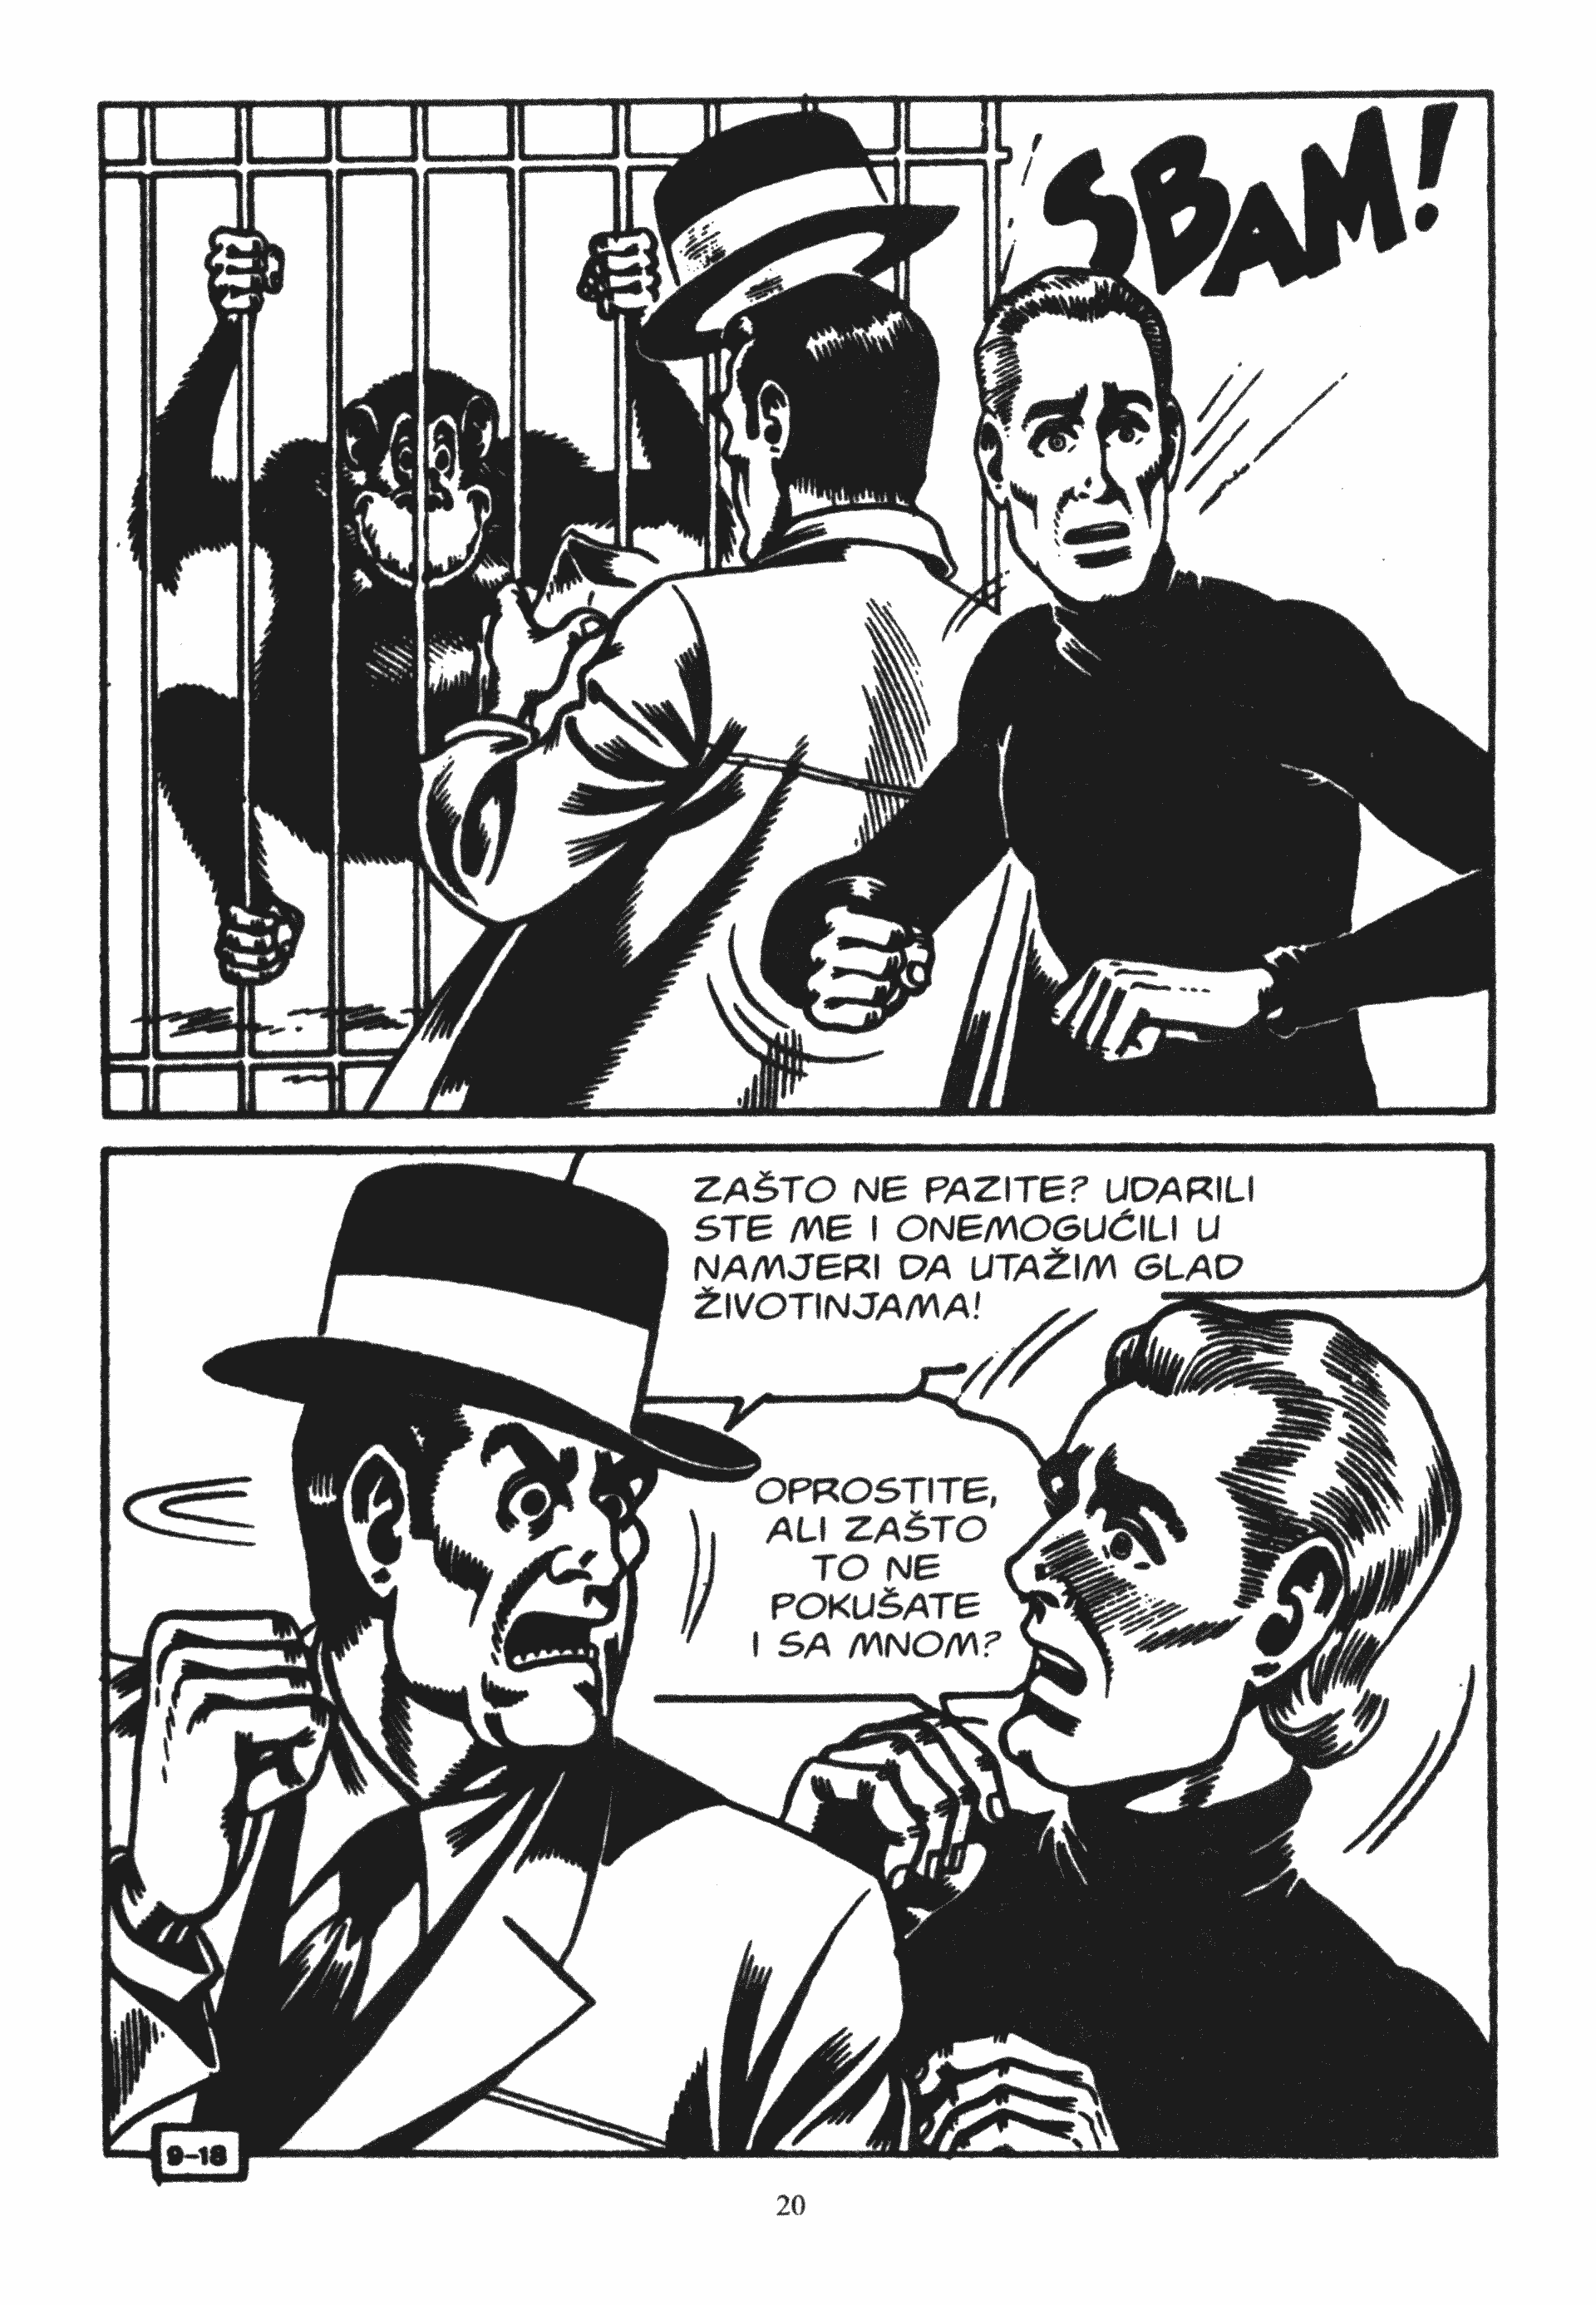 SBAM!
ZAŠTO NE PAZITE? UDARILI
STE ME I ONEMOGUĆILI U
NAMJERI DA UTAŽIM GLAD
ŽIVOTINJAMA!
OPROSTITE,
ALI ZAŠTO
TO NE
POKUŠATE
I SA MNOM?
9-18
20